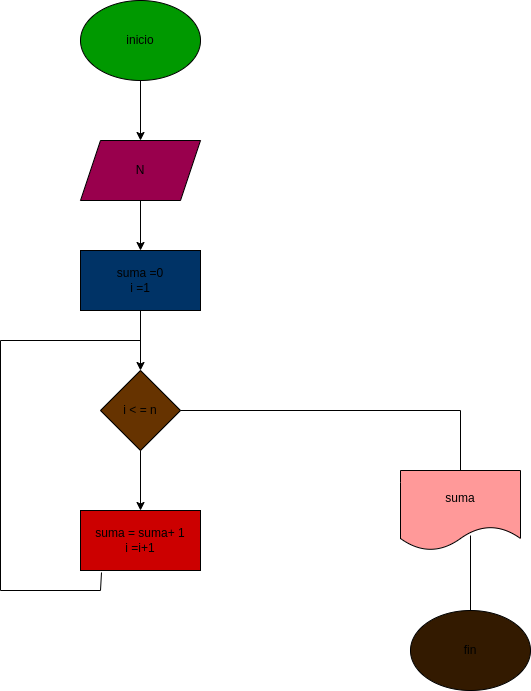 inicio
N
suma =0
i =1
i < = n
suma = suma+ 1
i =i+1
suma
fin